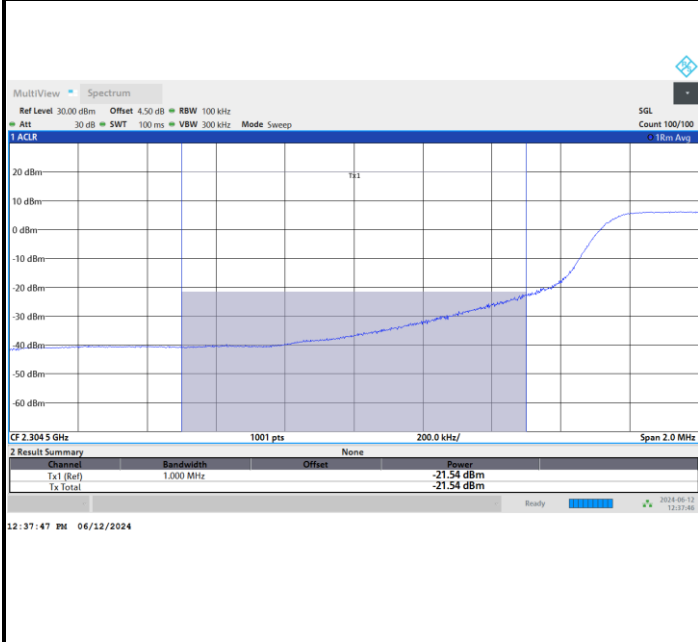 MultiView Spectrum
Ref Level 30.00 dBm Offset 4.50 dB RBW 100 kHz SGL
Att 30 dB SWT 100 ms VBW 300 kHz Mode Sweep Count 100/100
1 ACLR 1Rm Avg
Tx1
20 dBm
10 dBm
0 dBm
-10 dBm
-20 dBm
-30 dBm
-40 dBm
-50 dBm
-60 dBm
CF 2.3045 GHz 1001 pts 200.0 kHz/ Span 2.0 MHz
2 Result Summary None
Channel Bandwidth Offset Power
Tx1 (Ref) 1.000 MHz -21.54 dBm
Tx Total -21.54 dBm
Ready 2024-06-12
12:37:46
12:37:47 PM 06/12/2024